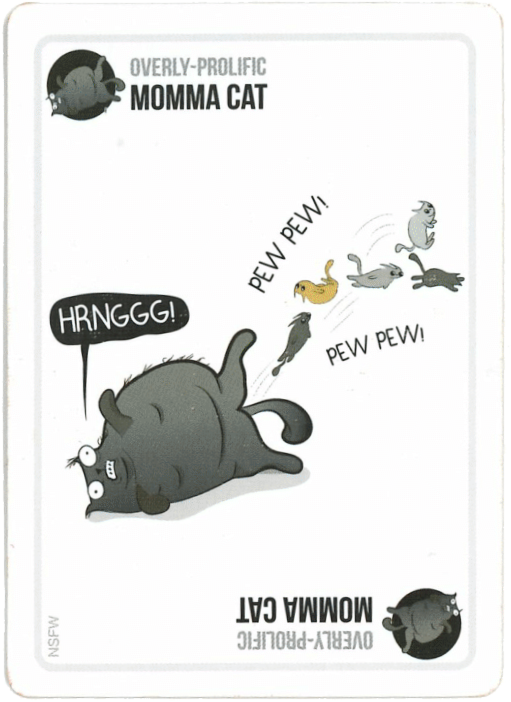 OVERLY-PROLIFIC
MOMMA CAT
PEW PEW!
HRNGGG!
PEW PEW!
NSFW
MOMMA CAT
OVERLY-PROLIFIC